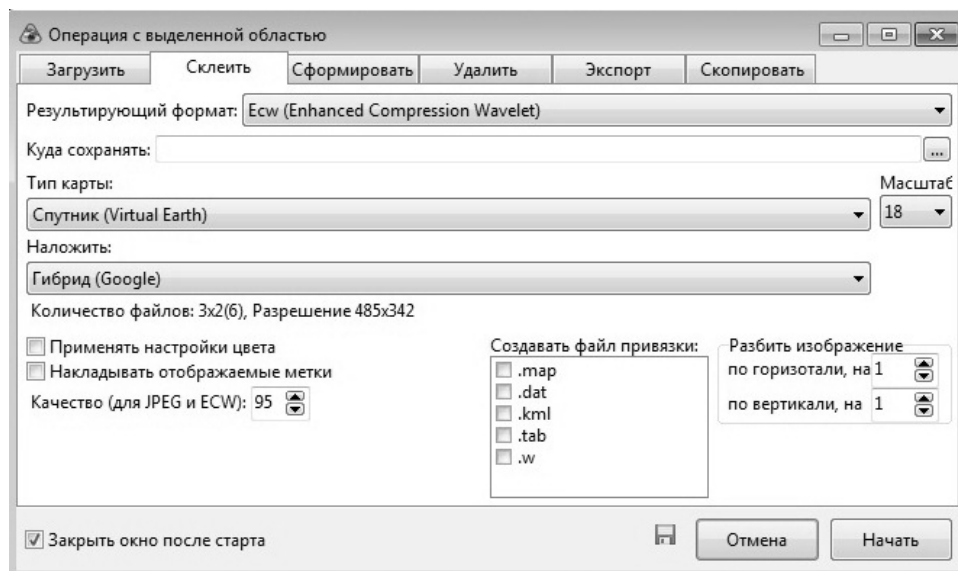 Операция с выделенной областью
Загрузить Склеить Сформировать Удалить Экспорт Скопировать
Результирующий формат: Ecw (Enhanced Compression Wavelet)
Куда сохранять: ...
Тип карты: Масштаб
Спутник (Virtual Earth) 18
Наложить:
Гибрид (Google)
Количество файлов: 3x2(6), Разрешение 485x342
Применять настройки цвета
Накладывать отображаемые метки
Качество (для JPEG и ECW): 95
Создавать файл привязки:
.map
.dat
.kml
.tab
.w
Разбить изображение
по горизотали, на 1
по вертикали, на 1
Закрыть окно после старта Отмена Начать